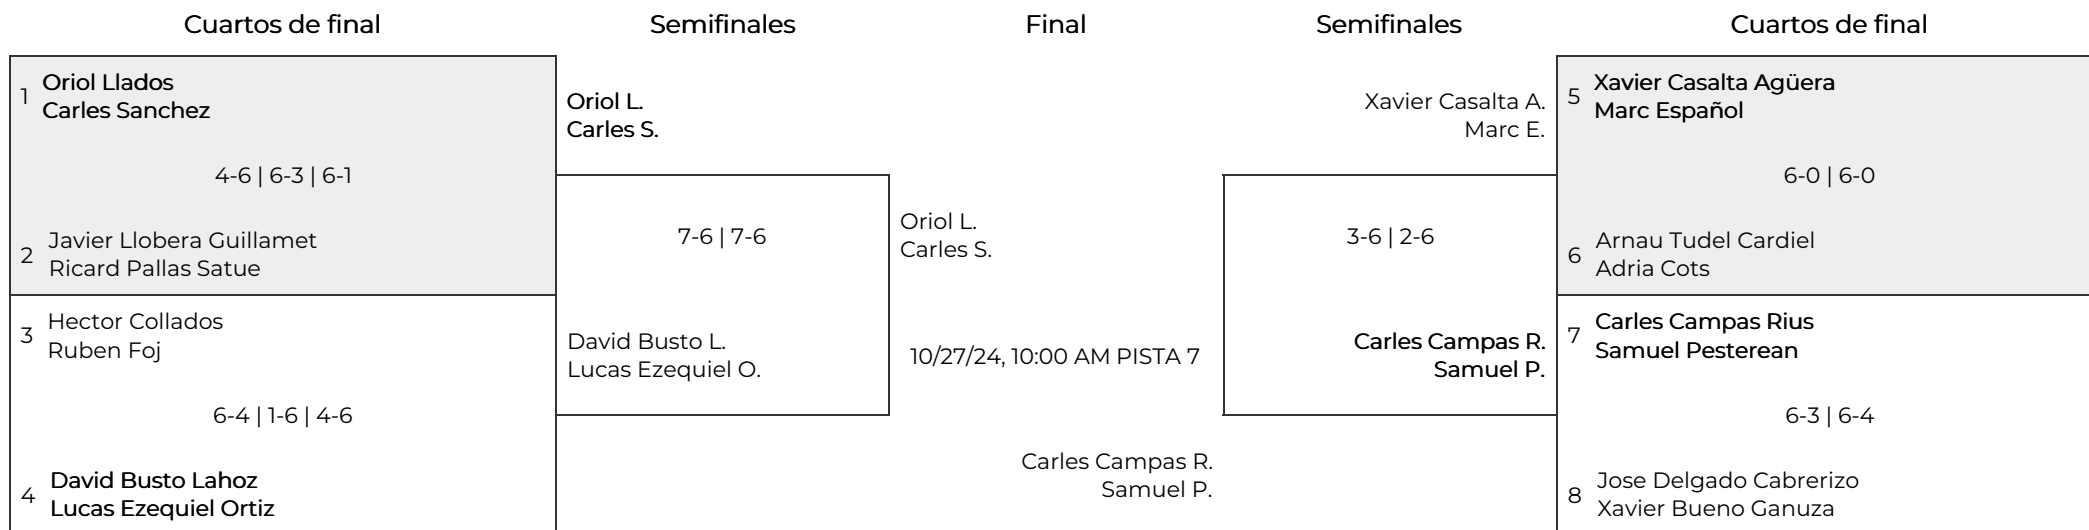 Cuartos de final
Semifinales
Final
Semifinales
Cuartos de final
1
Oriol Llados
Carles Sanchez
4-6 | 6-3 | 6-1
2
Javier Llobera Guillamet
Ricard Pallas Satue
3
Hector Collados
Ruben Foj
6-4 | 1-6 | 4-6
4
David Busto Lahoz
Lucas Ezequiel Ortiz
Oriol L.
Carles S.
7-6 | 7-6
David Busto L.
Lucas Ezequiel O.
Oriol L.
Carles S.
10/27/24, 10:00 AM PISTA 7
Carles Campas R.
Samuel P.
Xavier Casalta A.
Marc E.
3-6 | 2-6
Carles Campas R.
Samuel P.
5
Xavier Casalta Agüera
Marc Español
6-0 | 6-0
6
Arnau Tudel Cardiel
Adria Cots
7
Carles Campas Rius
Samuel Pesterean
6-3 | 6-4
8
Jose Delgado Cabrerizo
Xavier Bueno Ganuza